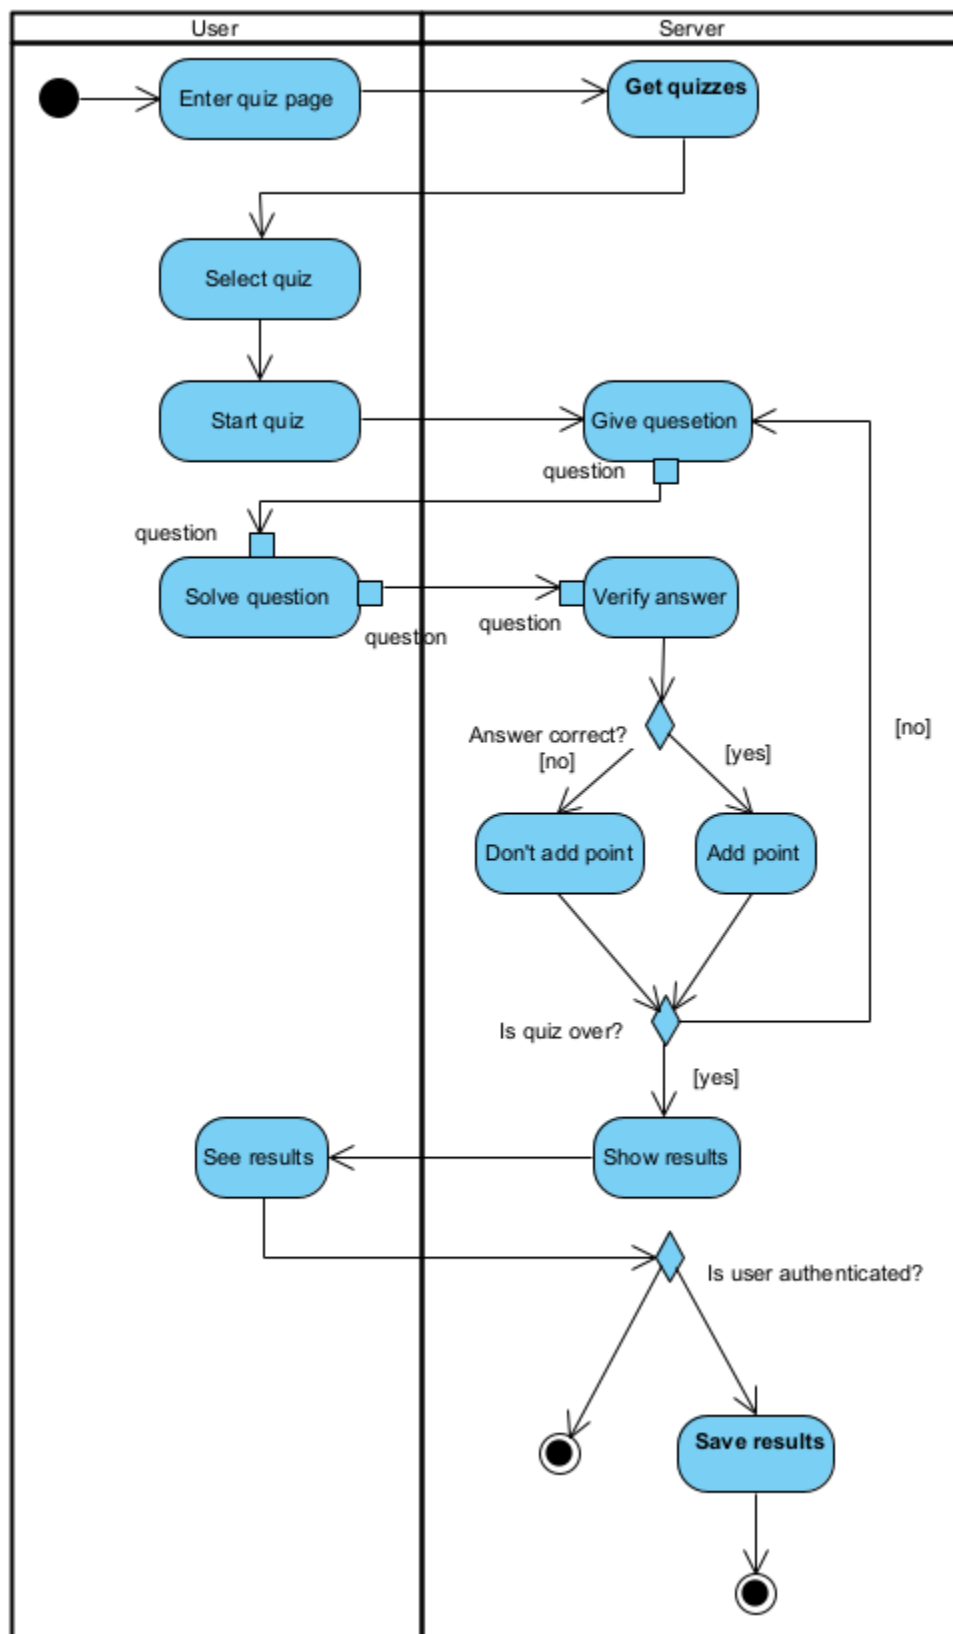 User
Server
Enter quiz page
Get quizzes
Select quiz
Start quiz
Give quesetion
question
question
Solve question
Verify answer
question
question
Answer correct?
[no]
[yes]
[no]
Don't add point
Add point
Is quiz over?
[yes]
See results
Show results
Is user authenticated?
Save results